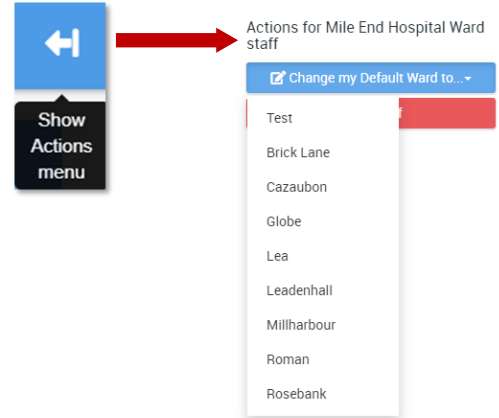 Show
Actions
menu
Actions for Mile End Hospital Ward
staff
Change my Default Ward to...
Test
Brick Lane
Cazaubon
Globe
Lea
Leadenhall
Millharbour
Roman
Rosebank